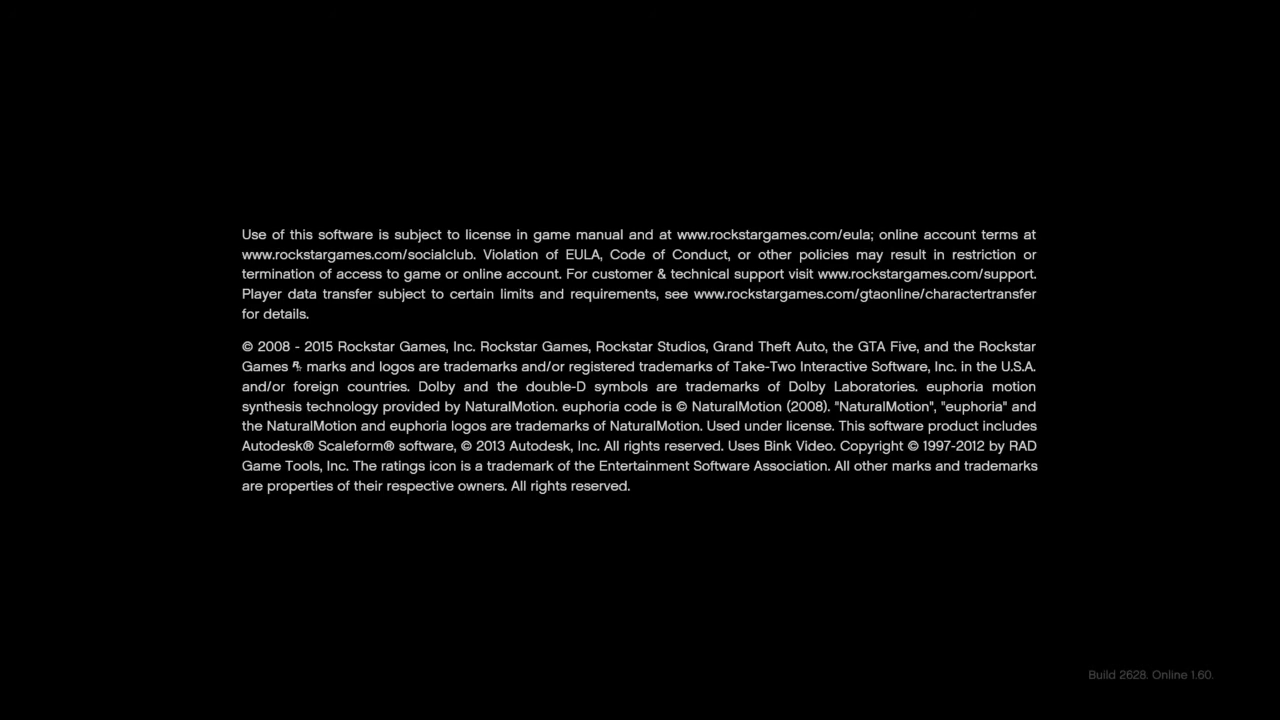 Use of this software is subject to license in game manual and at www.rockstargames.com/eula; online account terms at
www.rockstargames.com/socialclub. Violation of EULA, Code of Conduct, or other policies may result in restriction or
termination of access to game or online account. For customer & technical support visit www.rockstargames.com/support.
Player data transfer subject to certain limits and requirements, see www.rockstargames.com/gtaonline/charactertransfer
for details.
© 2008 - 2015 Rockstar Games, Inc. Rockstar Games, Rockstar Studios, Grand Theft Auto, the GTA Five, and the Rockstar
Games R* marks and logos are trademarks and/or registered trademarks of Take-Two Interactive Software, Inc. in the U.S.A.
and/or foreign countries. Dolby and the double-D symbols are trademarks of Dolby Laboratories. euphoria motion
synthesis technology provided by NaturalMotion. euphoria code is © NaturalMotion (2008). "NaturalMotion", "euphoria" and
the NaturalMotion and euphoria logos are trademarks of NaturalMotion. Used under license. This software product includes
Autodesk® Scaleform® software, © 2013 Autodesk, Inc. All rights reserved. Uses Bink Video. Copyright © 1997-2012 by RAD
Game Tools, Inc. The ratings icon is a trademark of the Entertainment Software Association. All other marks and trademarks
are properties of their respective owners. All rights reserved.
Build 2628. Online 1.60.